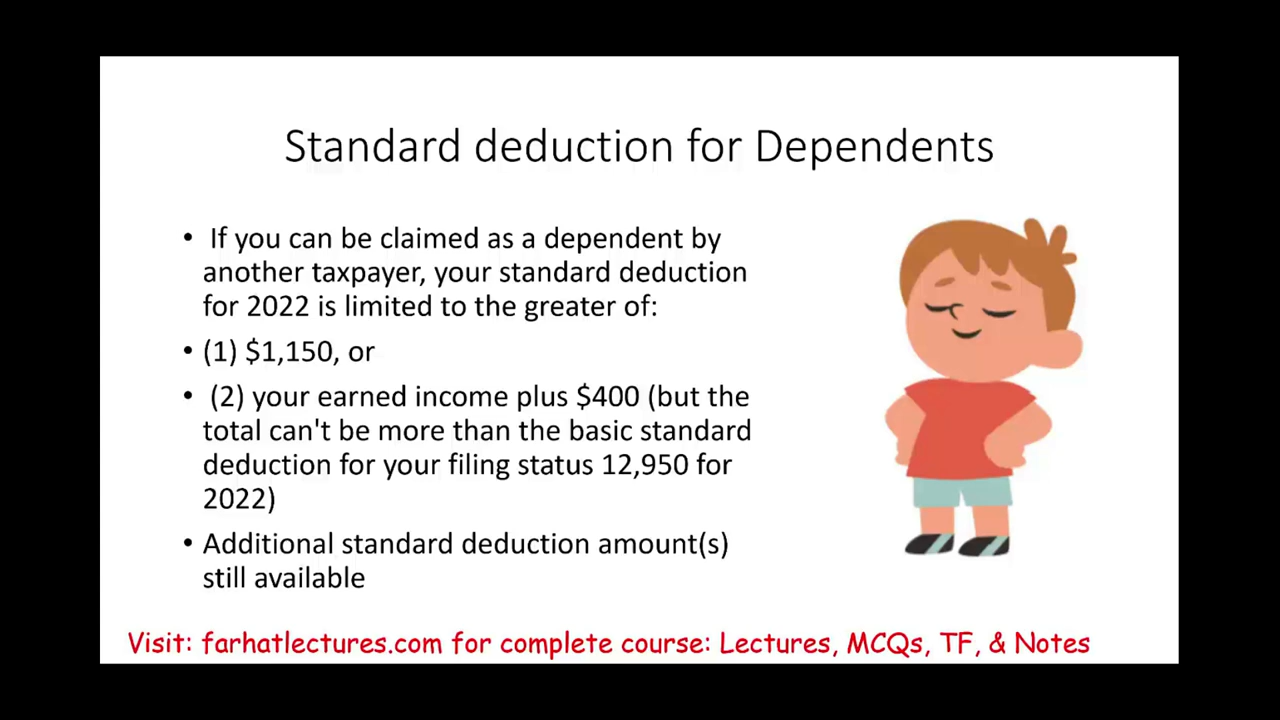 Standard deduction for Dependents
• If you can be claimed as a dependent by
another taxpayer, your standard deduction
for 2022 is limited to the greater of:
• (1) $1,150, or
• (2) your earned income plus $400 (but the
total can't be more than the basic standard
deduction for your filing status 12,950 for
2022)
• Additional standard deduction amount(s)
still available
Visit: farhatlectures.com for complete course: Lectures, MCQs, TF, & Notes